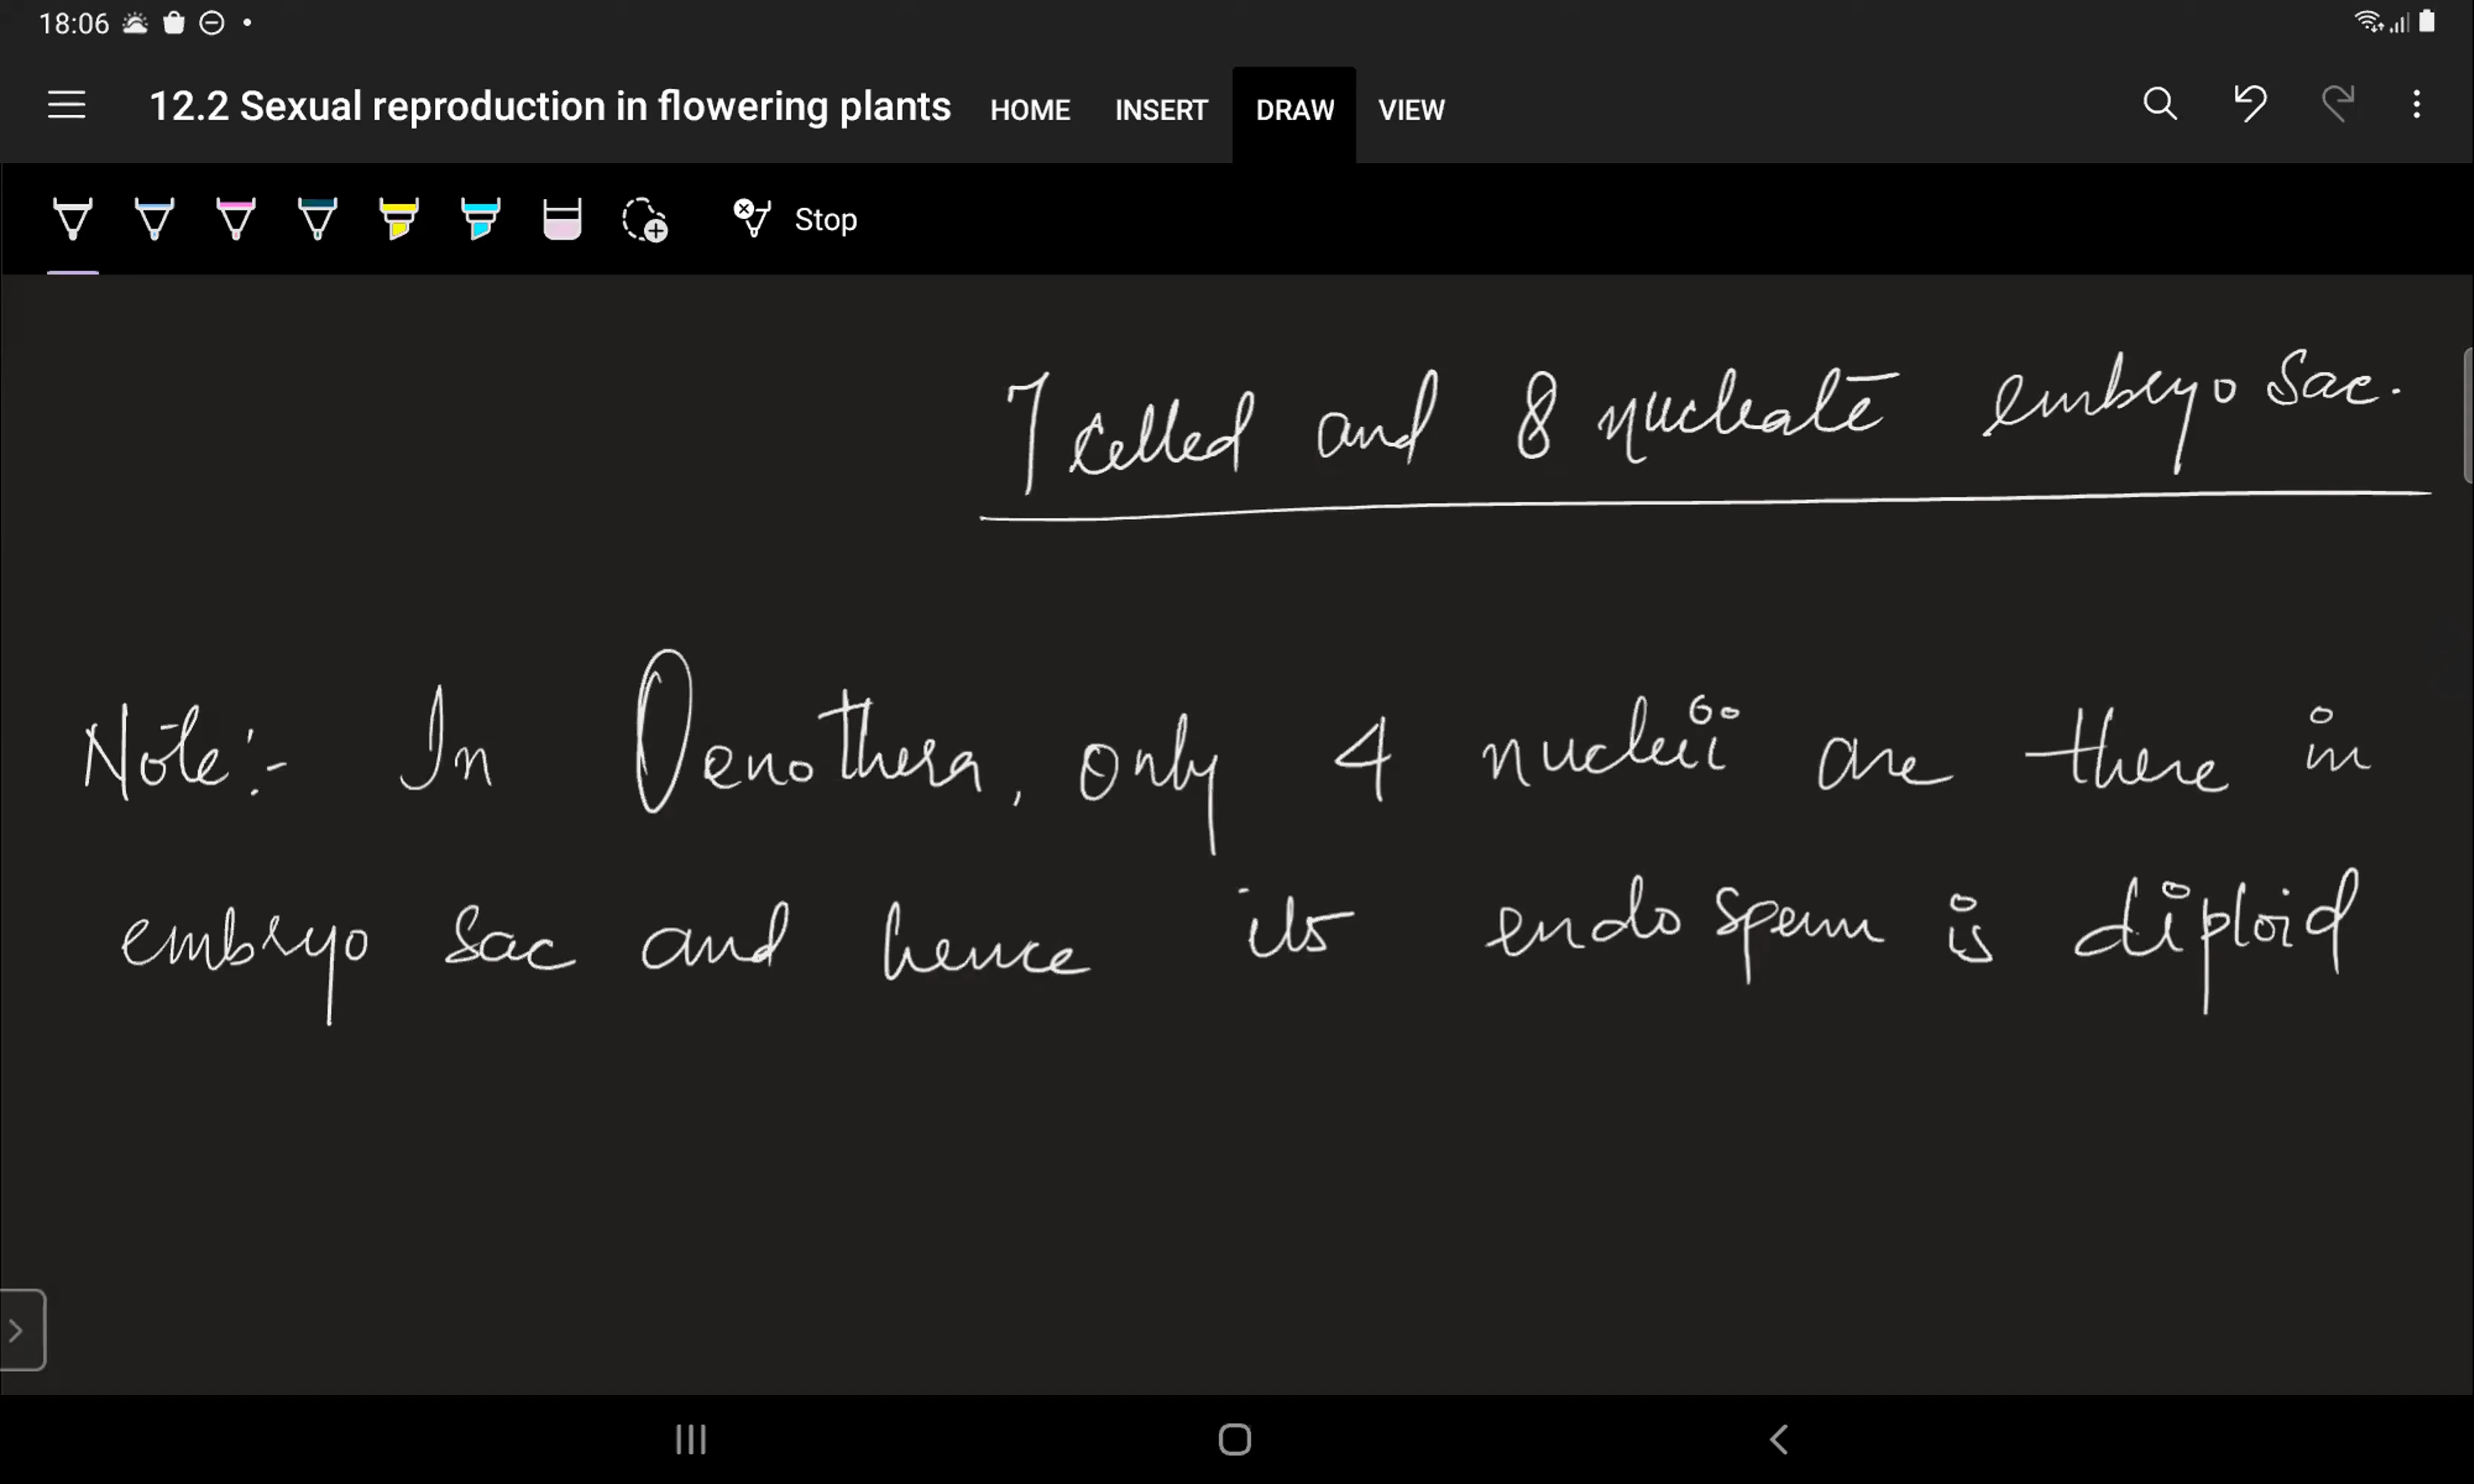 18:06
12.2 Sexual reproduction in flowering plants HOME INSERT DRAW VIEW
Stop
7 celled and 8 nucleate embryo sac.
Note:- In Oenothera, only 4 nucleii are there in
embryo sac and hence its endosperm is diploid